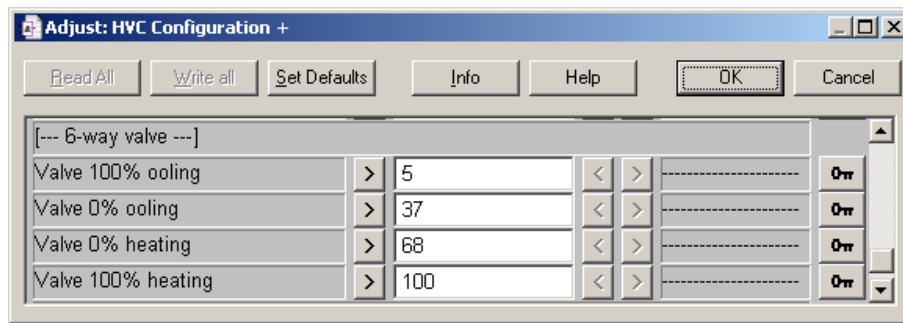 Adjust: HVC Configuration +
Read All Write all Set Defaults Info Help OK Cancel
[--- 6-way valve ---]
Valve 100% ooling > 5 < > ----------------------
Valve 0% ooling > 37 < > ----------------------
Valve 0% heating > 68 < > ----------------------
Valve 100% heating > 100 < > ----------------------